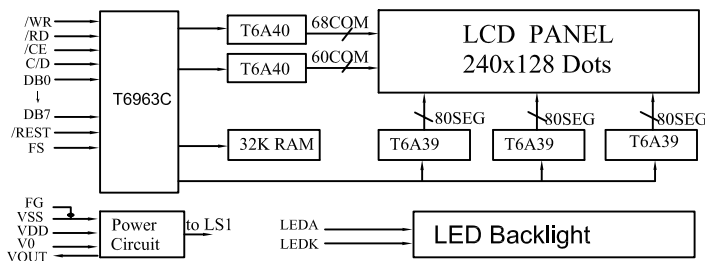 /WR
/RD
/CE
C/D
DB0
DB7
/REST
FS
T6963C
T6A40
68COM
T6A40
60COM
LCD PANEL
240x128 Dots
80SEG
80SEG
80SEG
32K RAM
T6A39
T6A39
T6A39
FG
VSS
VDD
V0
VOUT
Power
Circuit
to LS1
LEDA
LEDK
LED Backlight